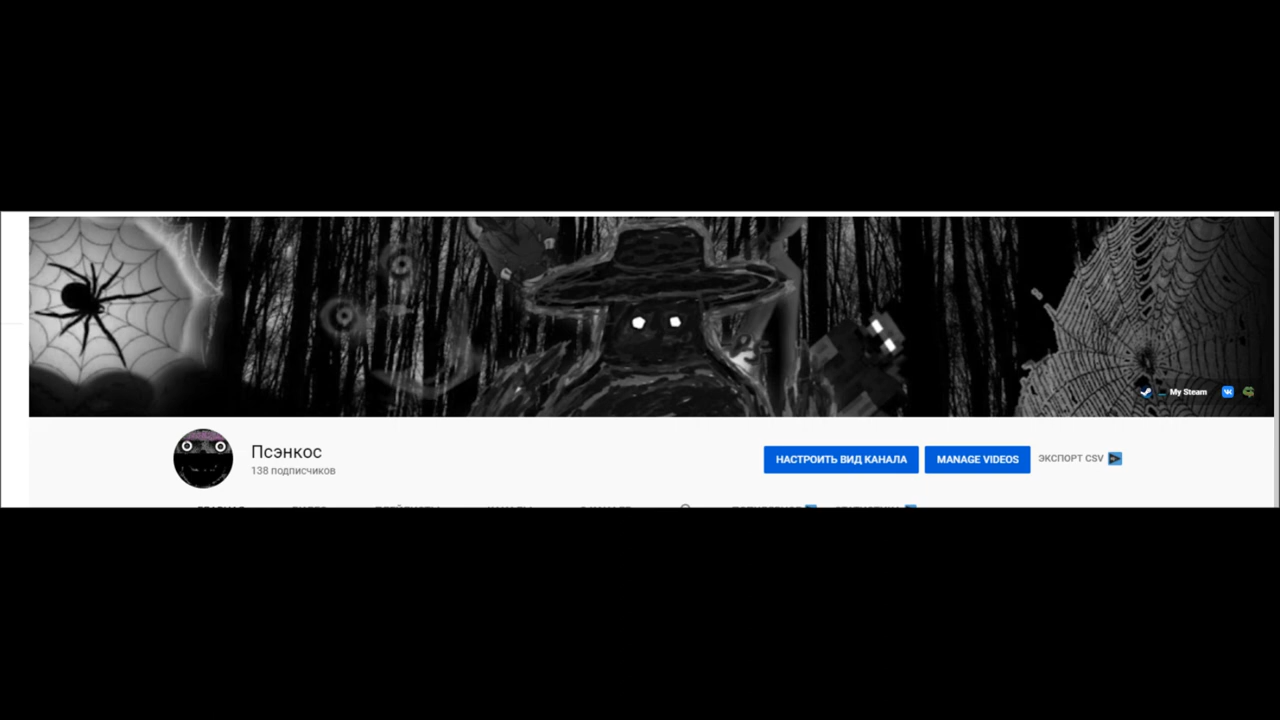 My Steam
Псэнкос
138 подписчиков
НАСТРОИТЬ ВИД КАНАЛА
MANAGE VIDEOS
ЭКСПОРТ CSV